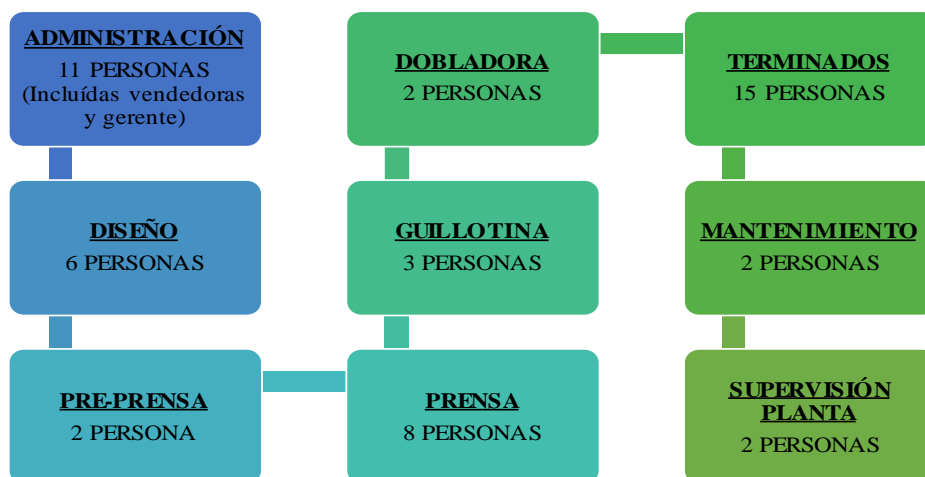 ADMINISTRACIÓN
11 PERSONAS
(Incluídas vendedoras
y gerente)
DISEÑO
6 PERSONAS
PRE-PRENSA
2 PERSONA
PRENSA
8 PERSONAS
GUILLOTINA
3 PERSONAS
DOBLADORA
2 PERSONAS
TERMINADOS
15 PERSONAS
MANTENIMIENTO
2 PERSONAS
SUPERVISIÓN
PLANTA
2 PERSONAS